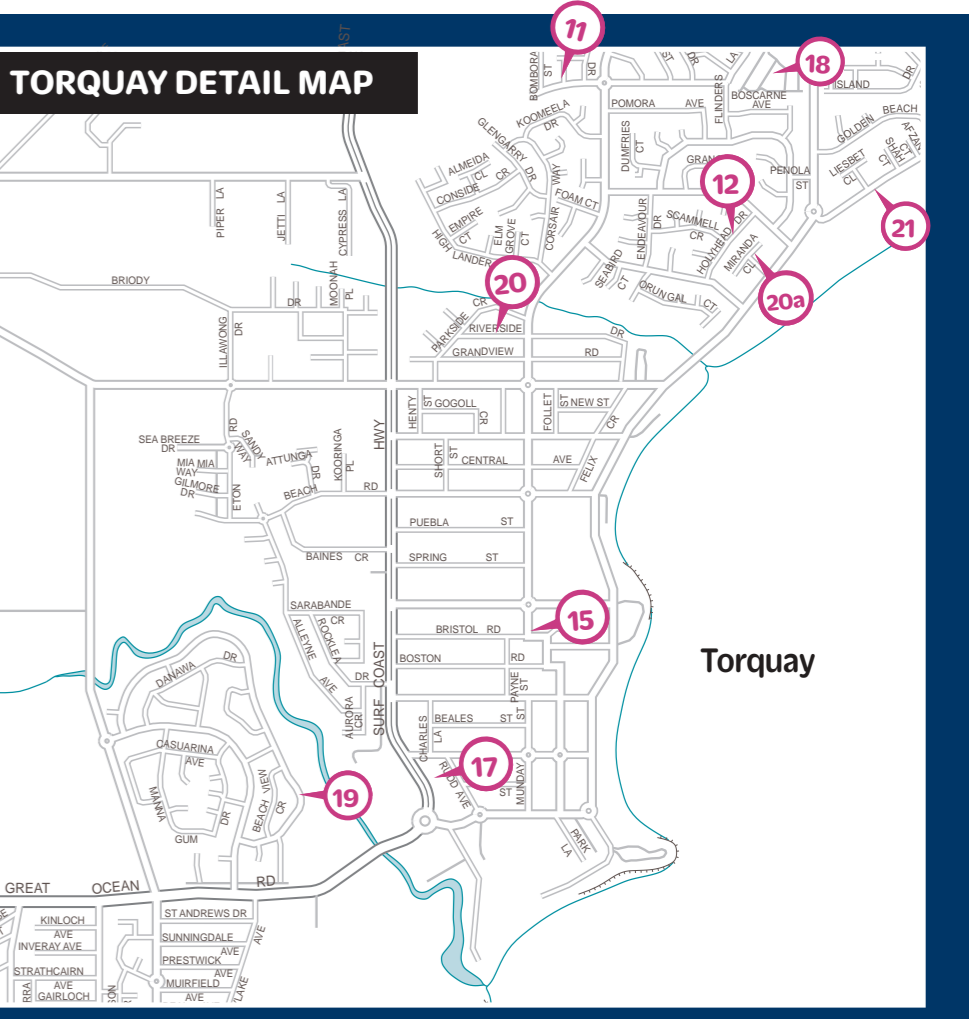 TORQUAY DETAIL MAP
AST
11
18
BOMBORA
ST
DR
ST
DR
LA
FLINDERS
ISLAND
DR
POMORA AVE
BOSCARNE
AVE
KOOMEELA
DR
GLENGARRY
DR
DUMFRIES
CT
GRAN
PENOLA
ST
GOLDEN
BEACH
LIESBET
CL
SHAH
CT
AFZAN
CL
ALMEIDA
CL
CONSIDE
CR
EMPIRE
CT
HIGH
LANDER
ELM
GROVE
CT
CORSAIR
WAY
FOAM CT
12
21
ENDEAVOUR
DR
SCAMMELL
CR
HOLYHEAD
DR
MIRANDA
CL
SEABIRD
CT
ORUNGAL
CT
20a
20
PIPER LA
JETTI LA
CYPRESS LA
MOONAH
PL
BRIODY
DR
ILLAWONG
DR
CR
PARKSIDE
RIVERSIDE
DR
GRANDVIEW RD
HENTY
ST
GOGOLL
CR
FOLLET
ST
NEW ST
CR
FELIX
HWY
SHORT
ST
CENTRAL AVE
SEA BREEZE
DR
RD
SANDY
WAY
MIA MIA
WAY
GILMORE
DR
ETON
ATTUNGA
DR
KOORINGA
PL
BEACH RD
PUEBLA ST
BAINES CR
SPRING ST
SARABANDE
CR
ALLEYNE
AVE
ROCKLEA
DR
AURORA
CR
SURF COAST
BRISTOL RD
15
BOSTON RD
PAYNE
ST
Torquay
BEALES ST
ST
CHARLES
LA
17
RUDD AVE
ST
MUNDAY
PARK
LA
DANAWA
DR
CASUARINA
AVE
MANNA
GUM
DR
BEACH VIEW
CR
19
GREAT OCEAN RD
KINLOCH
AVE
INVERAY AVE
STRATHCAIRN
AVE
GAIRLOCH
RRA
SON
ST ANDREWS DR
SUNNINGDALE
AVE
PRESTWICK
AVE
MUIRFIELD
AVE
AVE
LAKE